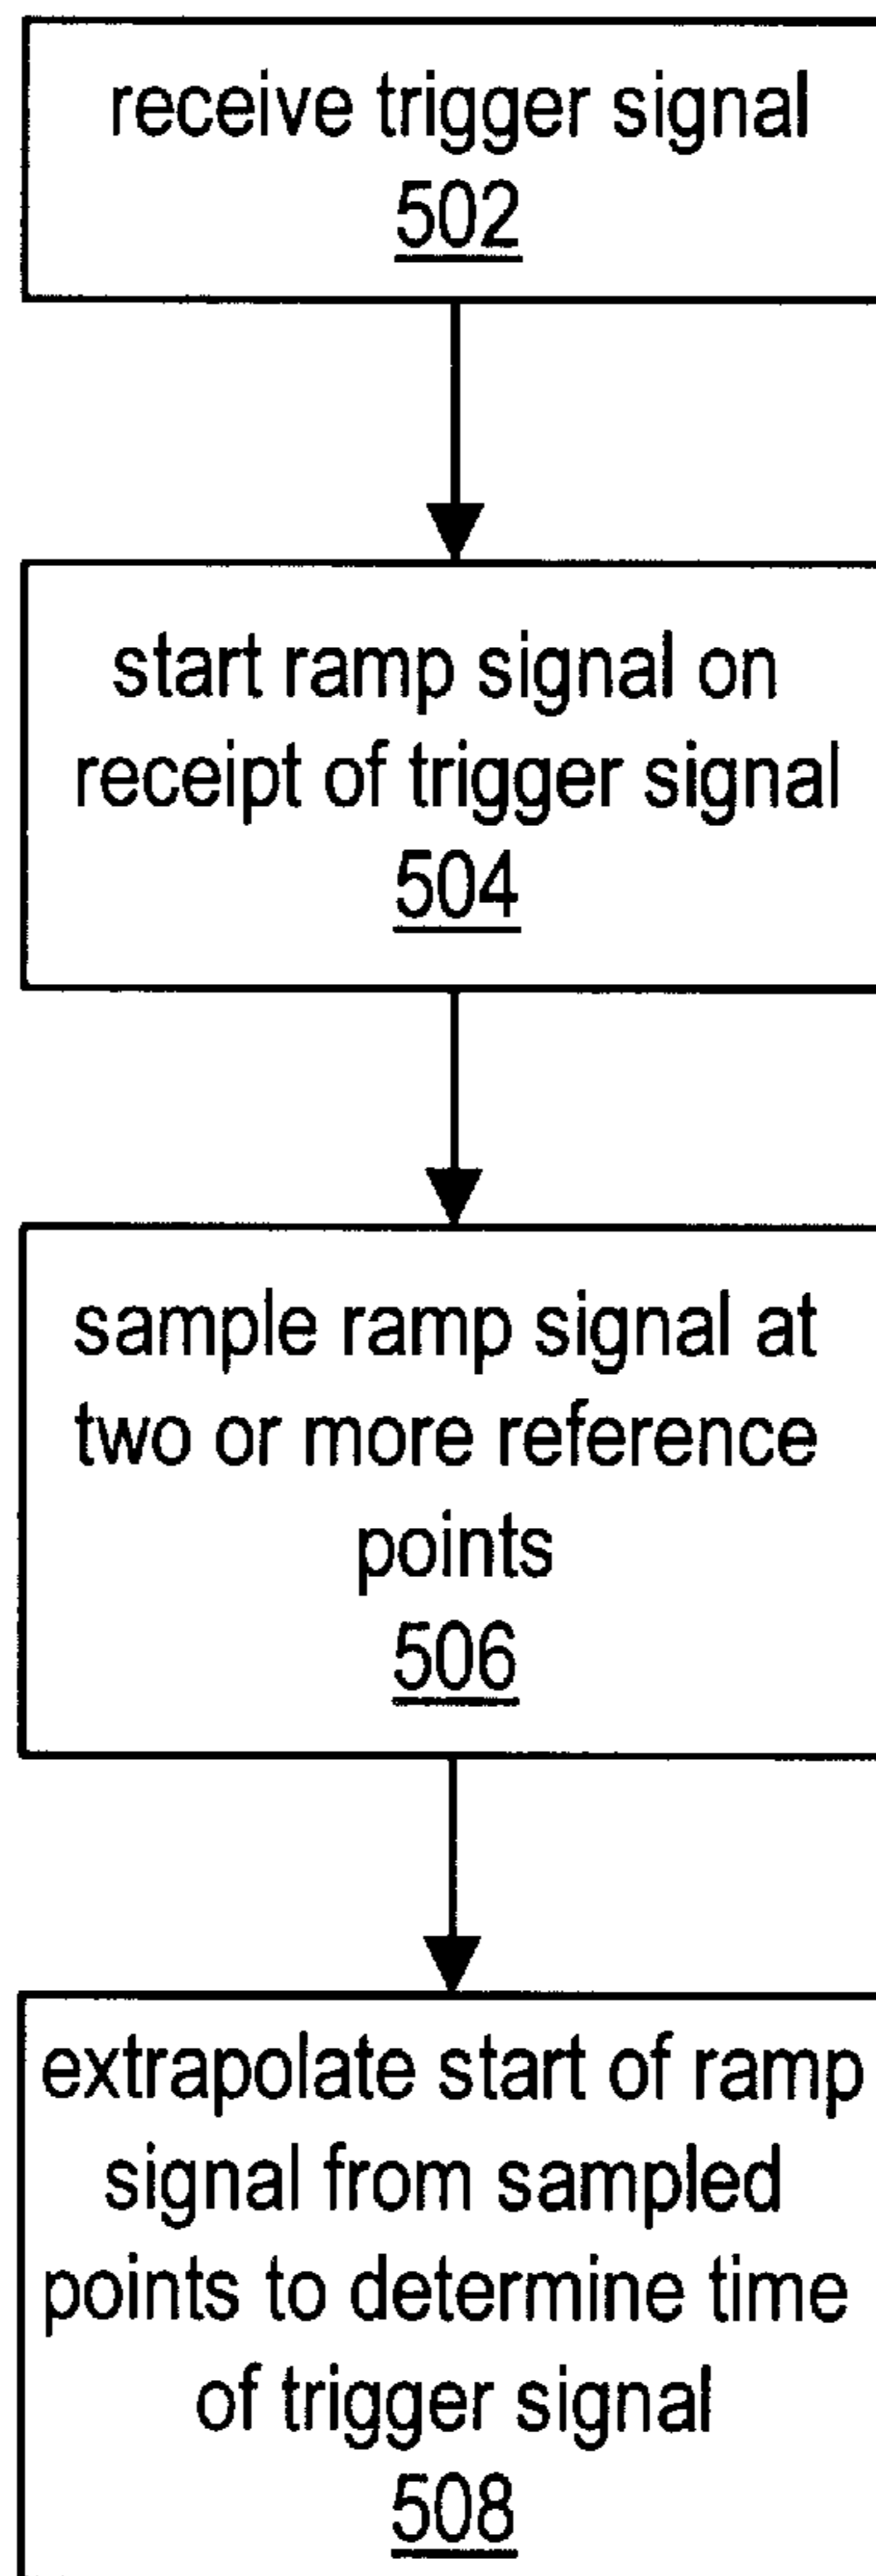 receive trigger signal
502
start ramp signal on
receipt of trigger signal
504
sample ramp signal at
two or more reference
points
506
extrapolate start of ramp
signal from sampled
points to determine time
of trigger signal
508